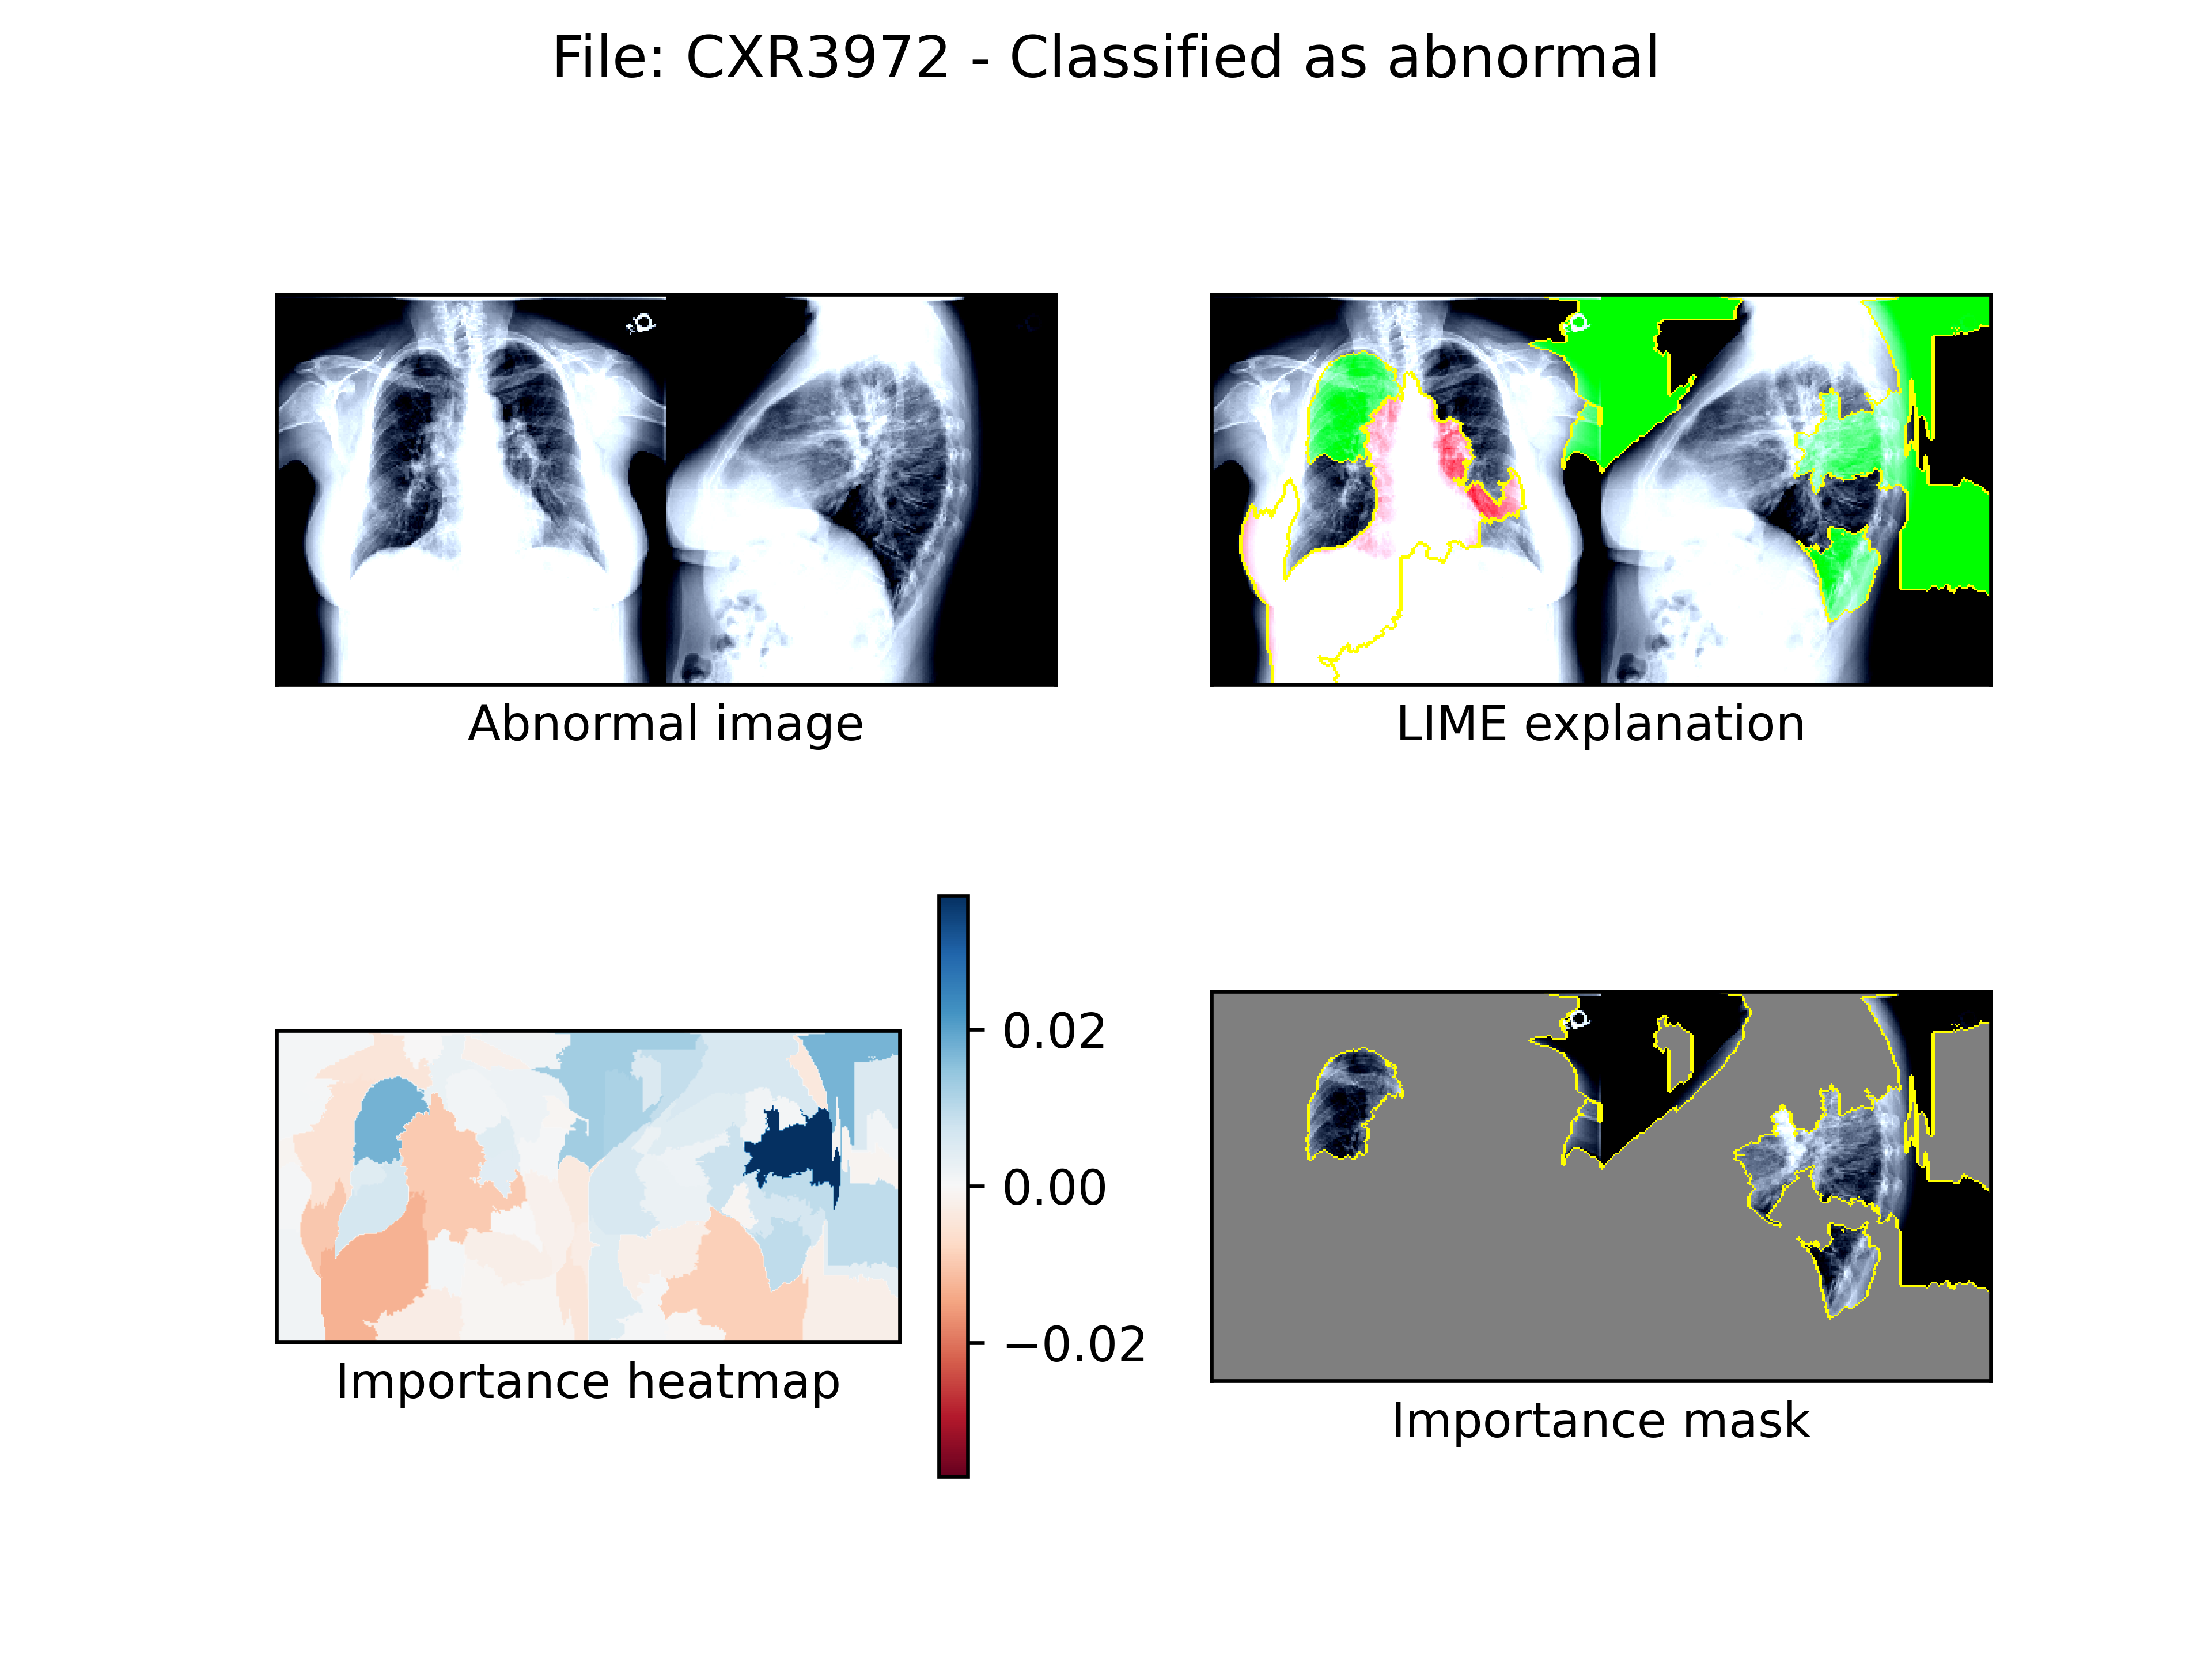 File: CXR3972 - Classified as abnormal
Abnormal image
LIME explanation
0.02
0.00
−0.02
Importance heatmap
Importance mask